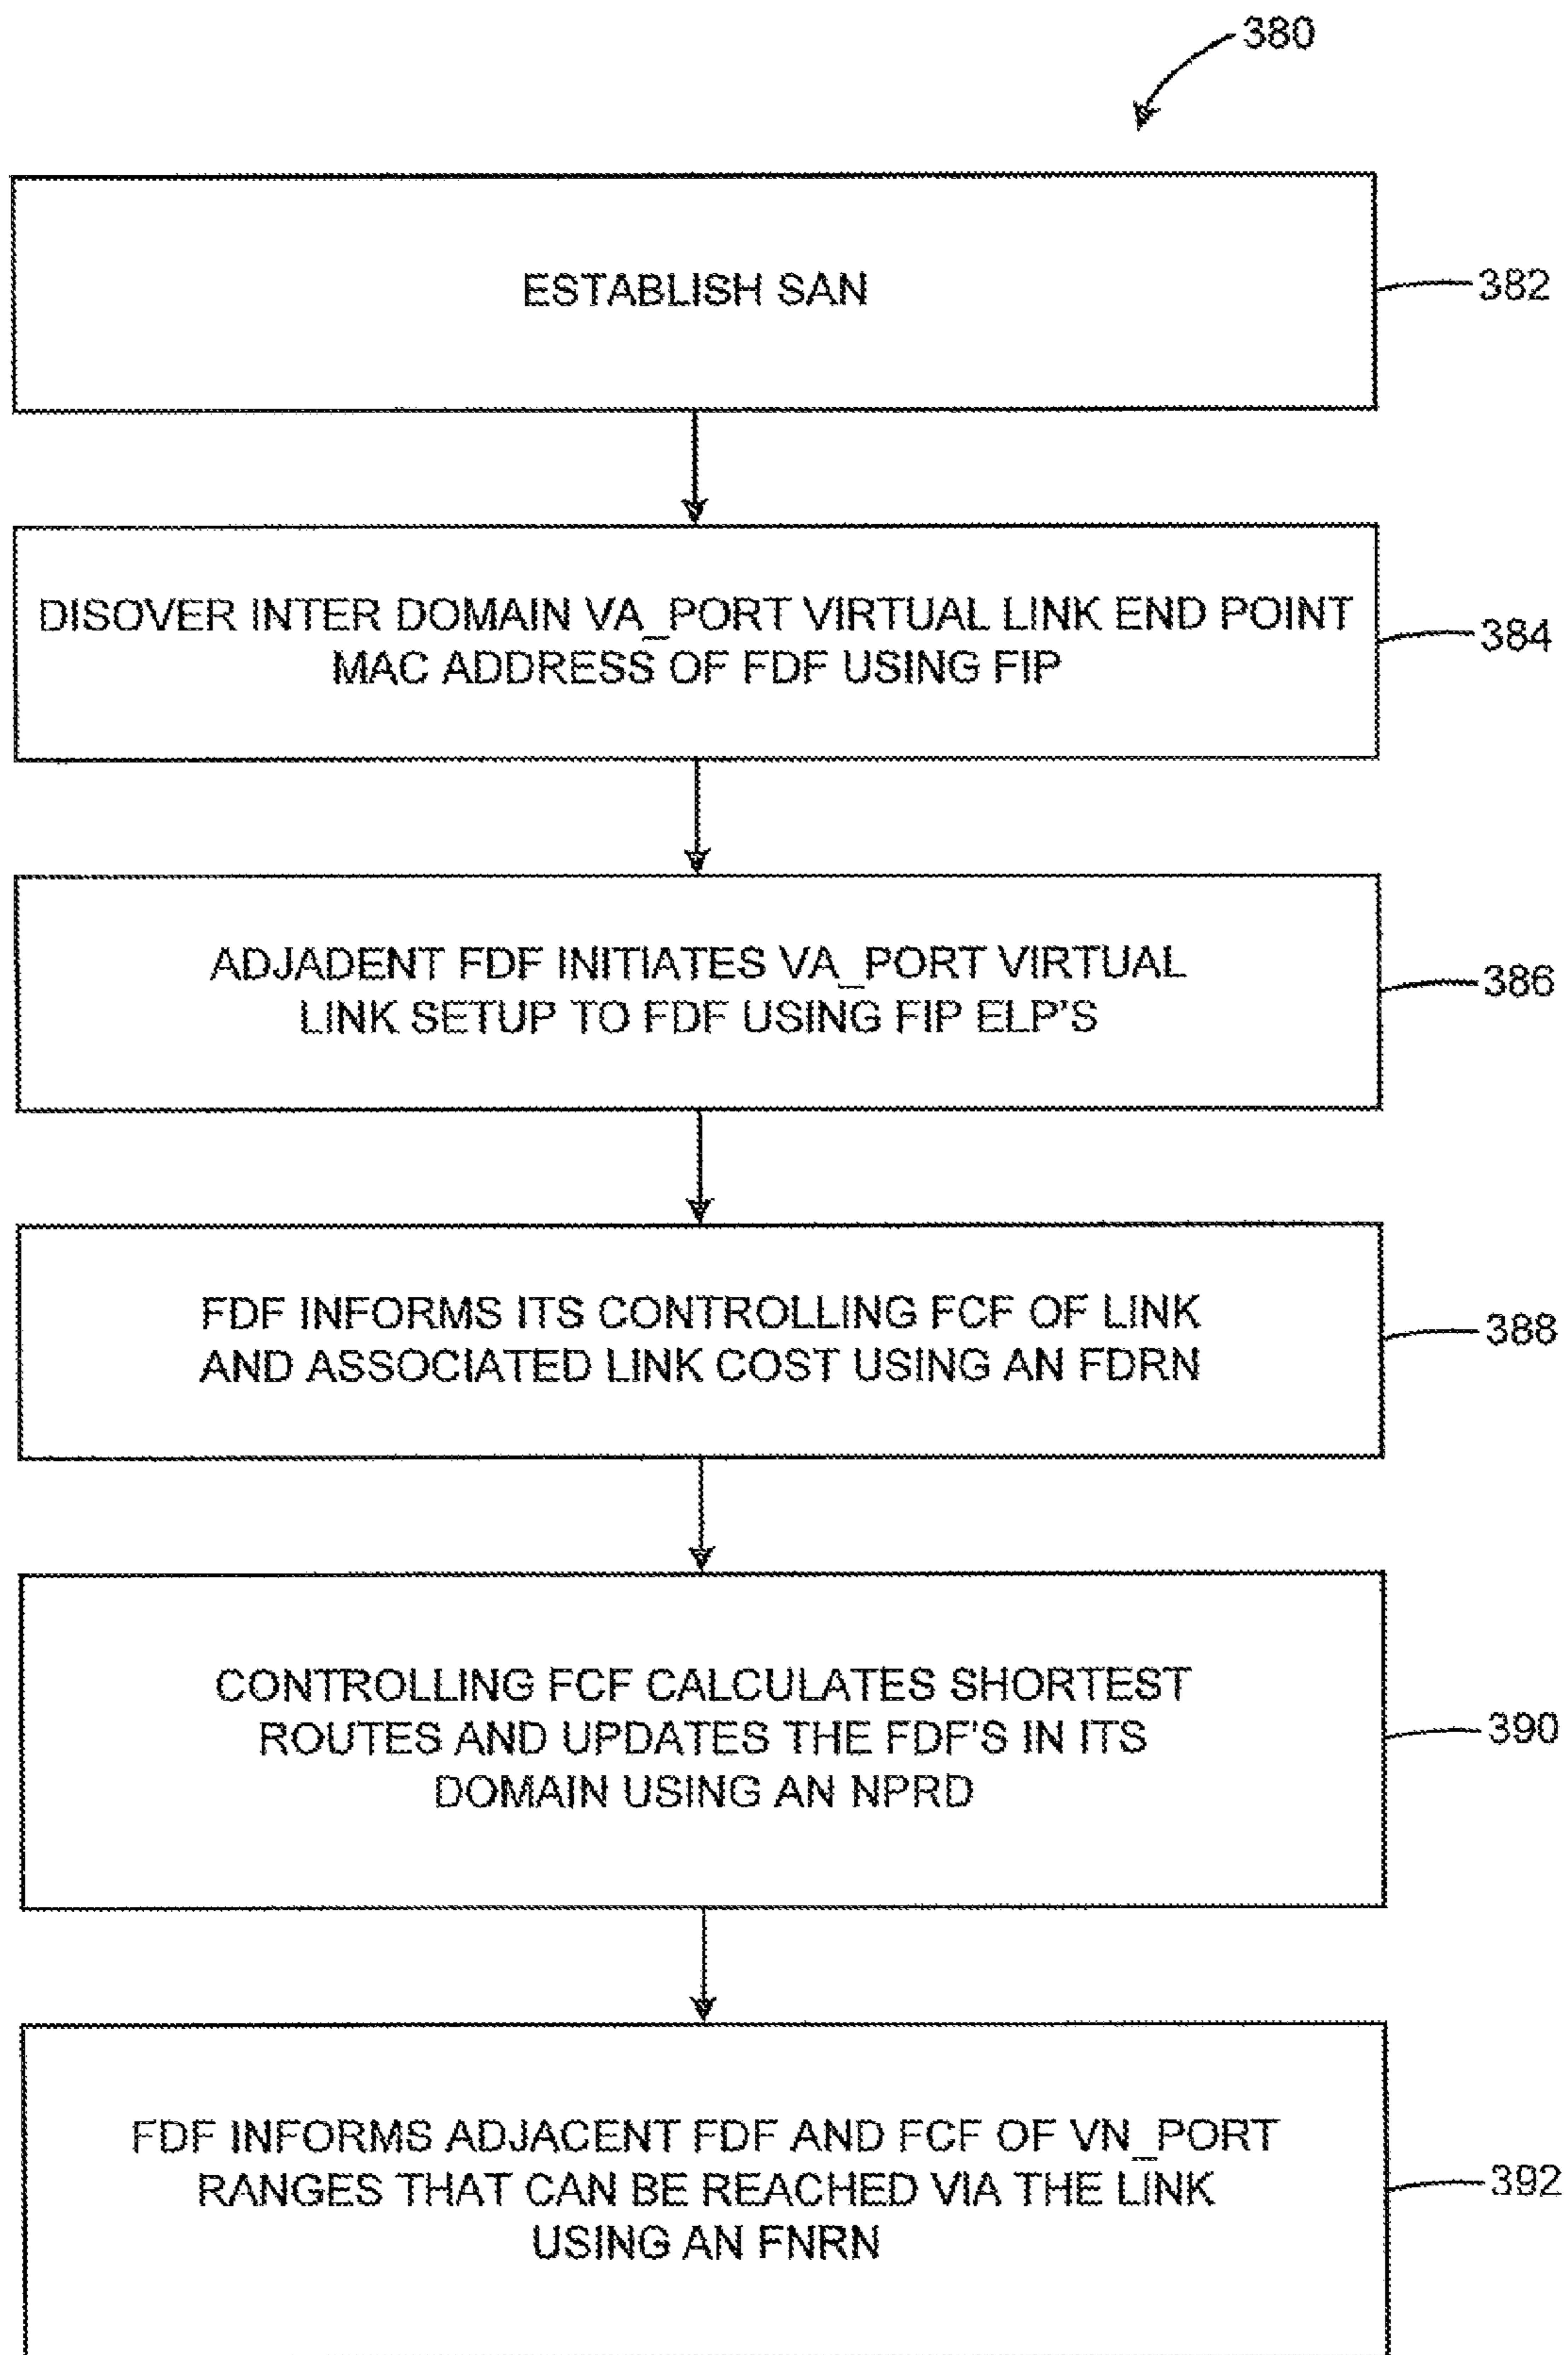 380
ESTABLISH SAN
382
DISOVER INTER DOMAIN VA_PORT VIRTUAL LINK END POINT
MAC ADDRESS OF FDF USING FIP
384
ADJADENT FDF INITIATES VA_PORT VIRTUAL
LINK SETUP TO FDF USING FIP ELP'S
386
FDF INFORMS ITS CONTROLLING FCF OF LINK
AND ASSOCIATED LINK COST USING AN FDRN
388
CONTROLLING FCF CALCULATES SHORTEST
ROUTES AND UPDATES THE FDF'S IN ITS
DOMAIN USING AN NPRD
390
FDF INFORMS ADJACENT FDF AND FCF OF VN_PORT
RANGES THAT CAN BE REACHED VIA THE LINK
USING AN FNRN
392